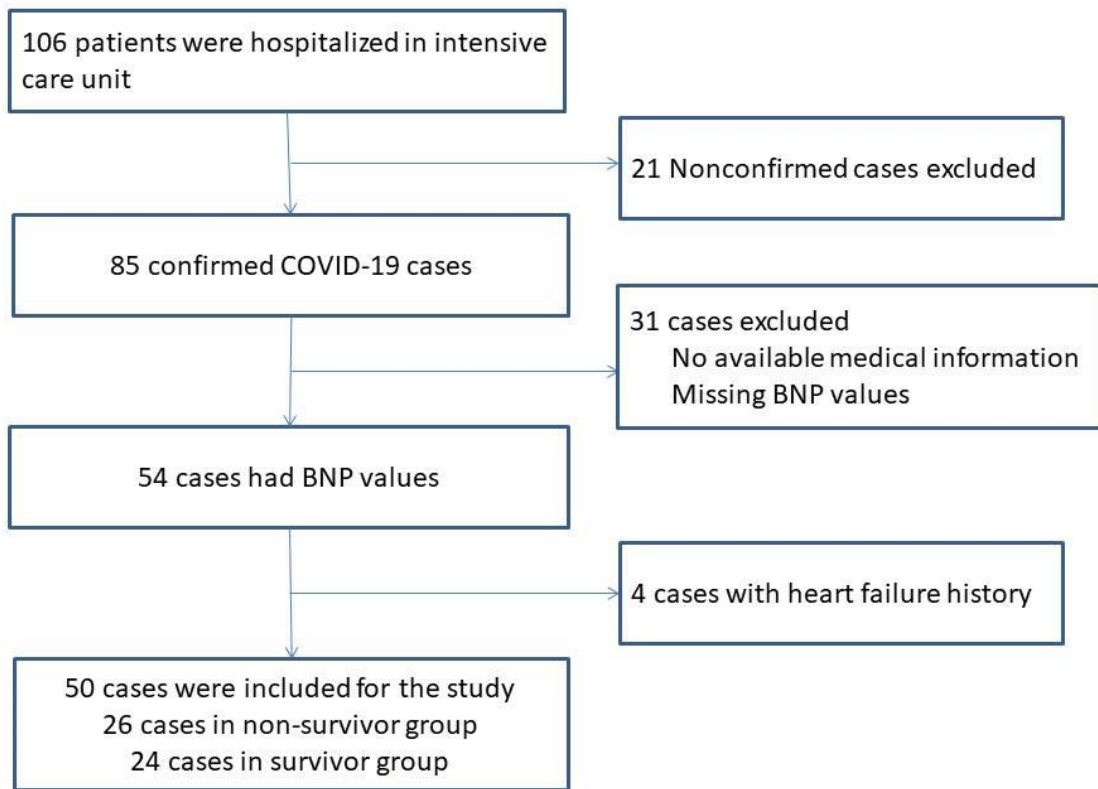 106 patients were hospitalized in intensive
care unit
21 Nonconfirmed cases excluded
85 confirmed COVID-19 cases
31 cases excluded
No available medical information
Missing BNP values
54 cases had BNP values
4 cases with heart failure history
50 cases were included for the study
26 cases in non-survivor group
24 cases in survivor group